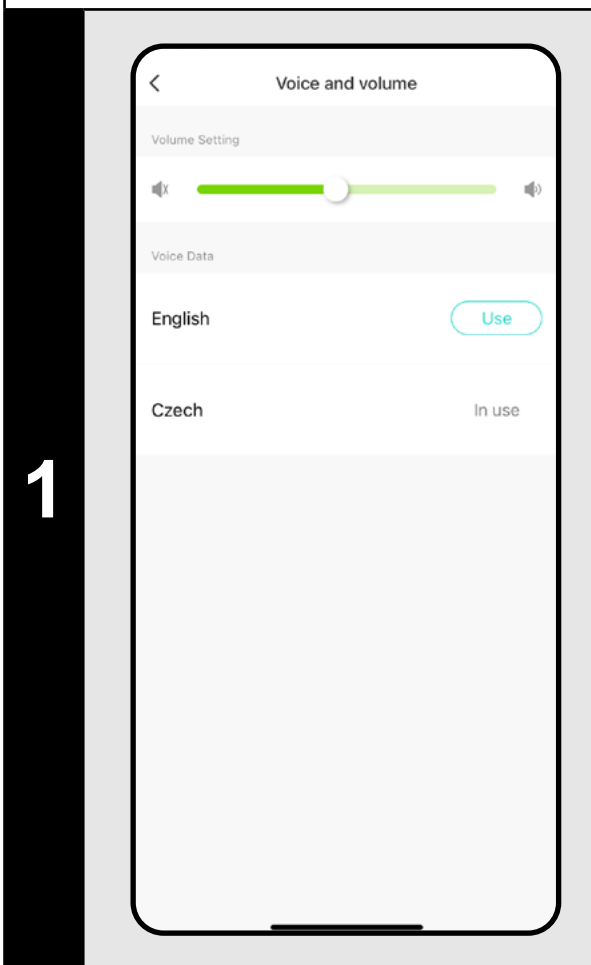 Voice and volume
Volume Setting
Voice Data
English Use
Czech In use
1